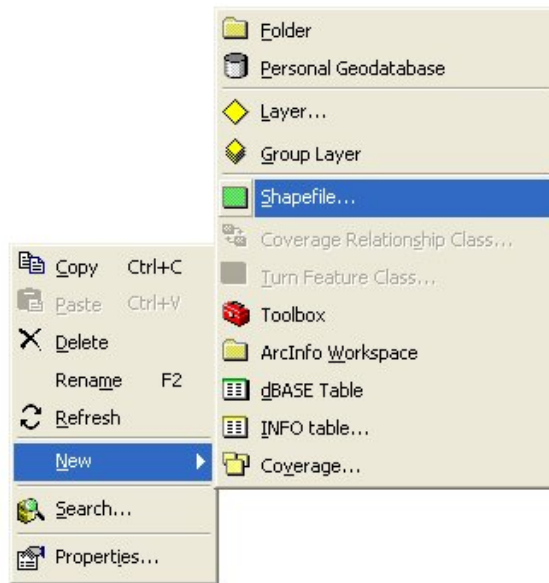 Folder
Personal Geodatabase
Layer...
Group Layer
Shapefile...
Coverage Relationship Class...
Turn Feature Class...
Toolbox
ArcInfo Workspace
dBASE Table
INFO table...
Coverage...
Copy Ctrl+C
Paste Ctrl+V
Delete
Rename F2
Refresh
New
Search...
Properties...